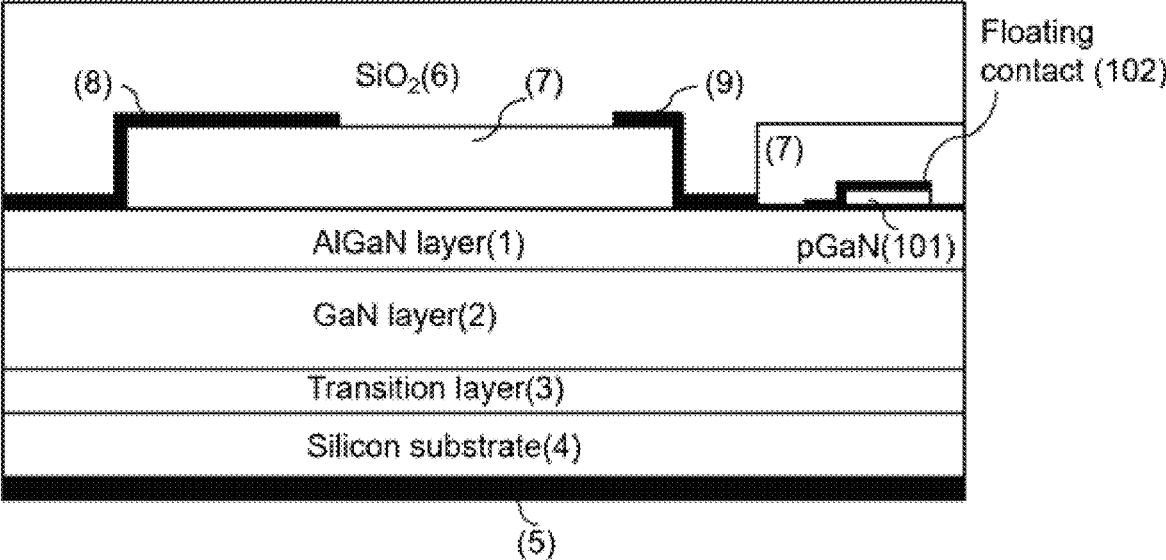 Floating
contact (102)
(8)
SiO₂(6)
(7)
(9)
(7)
AlGaN layer(1)
pGaN(101)
GaN layer(2)
Transition layer(3)
Silicon substrate(4)
(5)